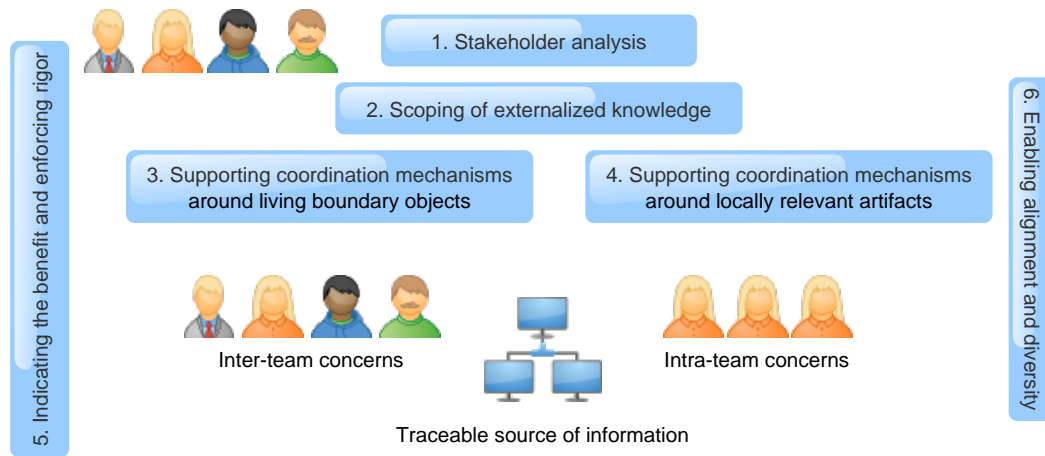 1. Stakeholder analysis
2. Scoping of externalized knowledge
3. Supporting coordination mechanisms
around living boundary objects
4. Supporting coordination mechanisms
around locally relevant artifacts
5. Indicating the benefit and enforcing rigor
6. Enabling alignment and diversity
Inter-team concerns
Intra-team concerns
Traceable source of information